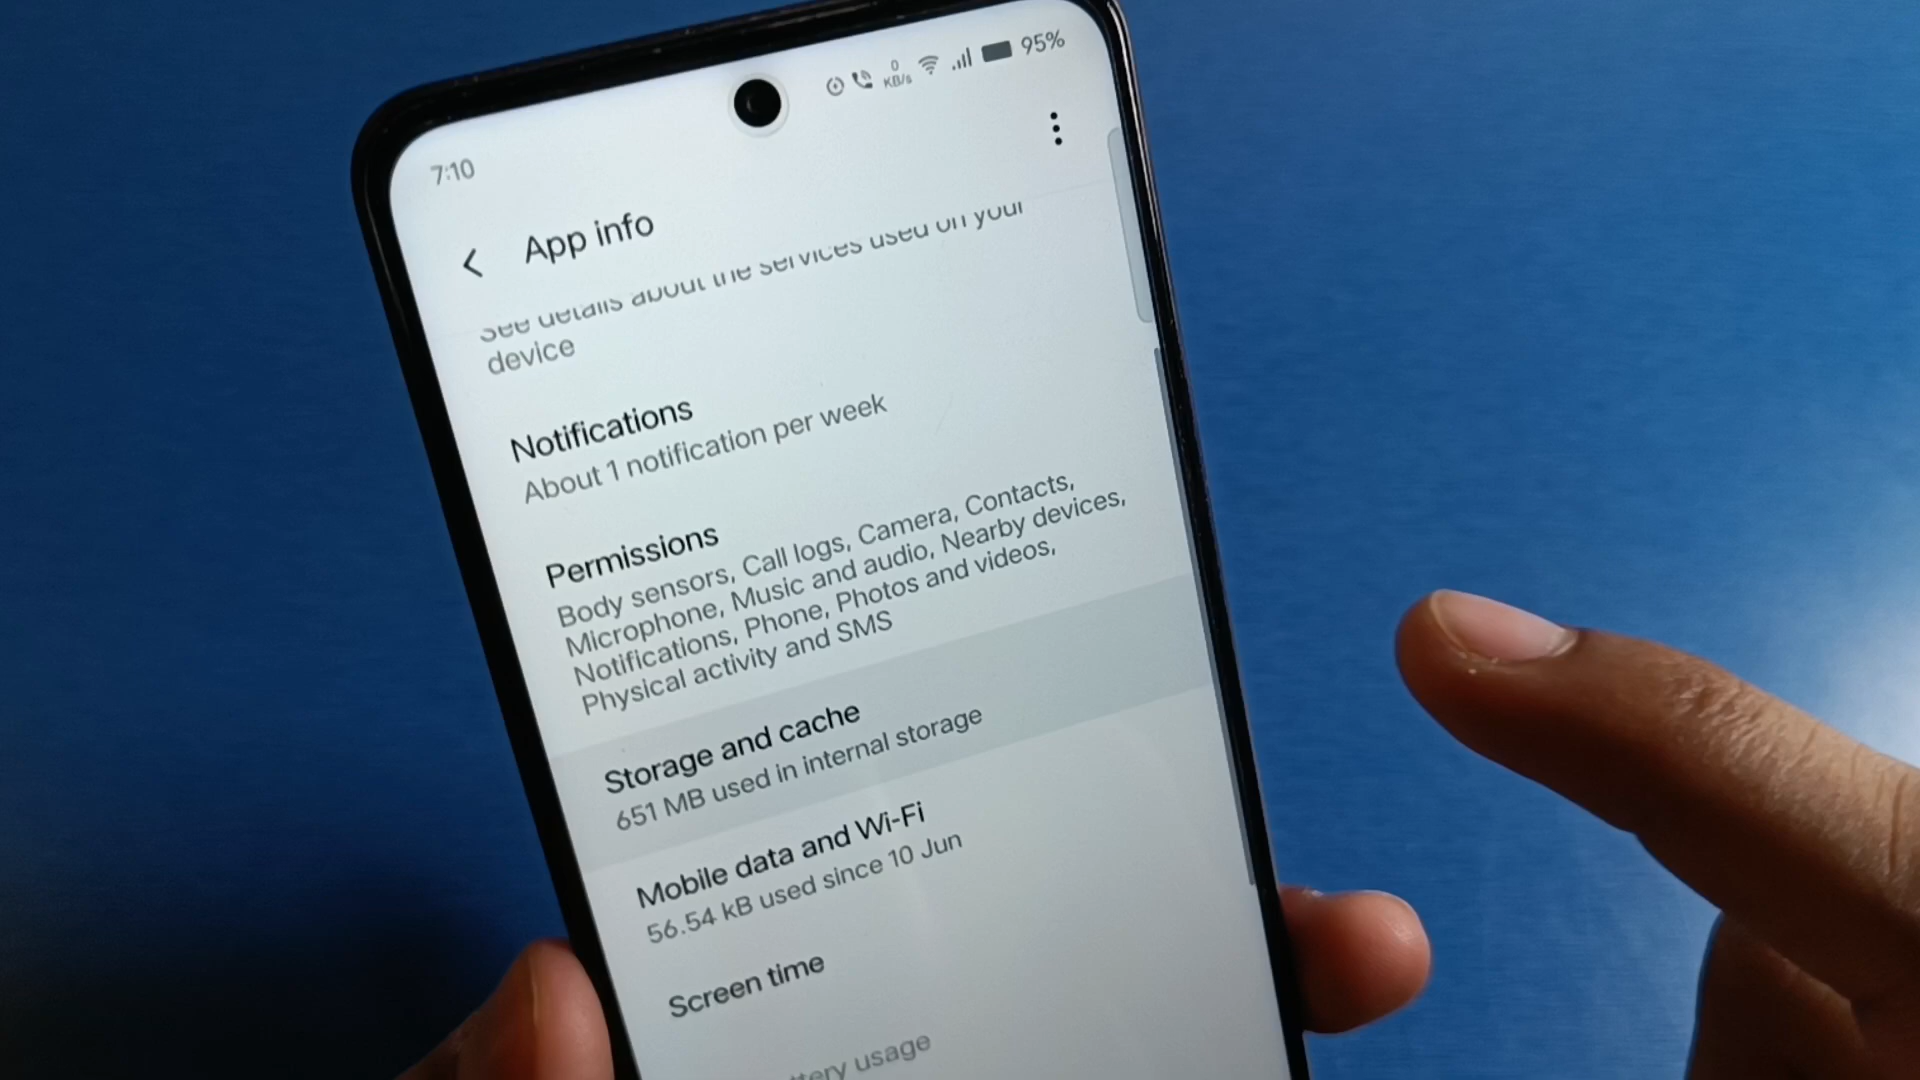 7:10
0
KB/s
95%
App info
See details about the services used on your
device
Notifications
About 1 notification per week
Permissions
Body sensors, Call logs, Camera, Contacts,
Microphone, Music and audio, Nearby devices,
Notifications, Phone, Photos and videos,
Physical activity and SMS
Storage and cache
651 MB used in internal storage
Mobile data and Wi-Fi
56.54 kB used since 10 Jun
Screen time
usage